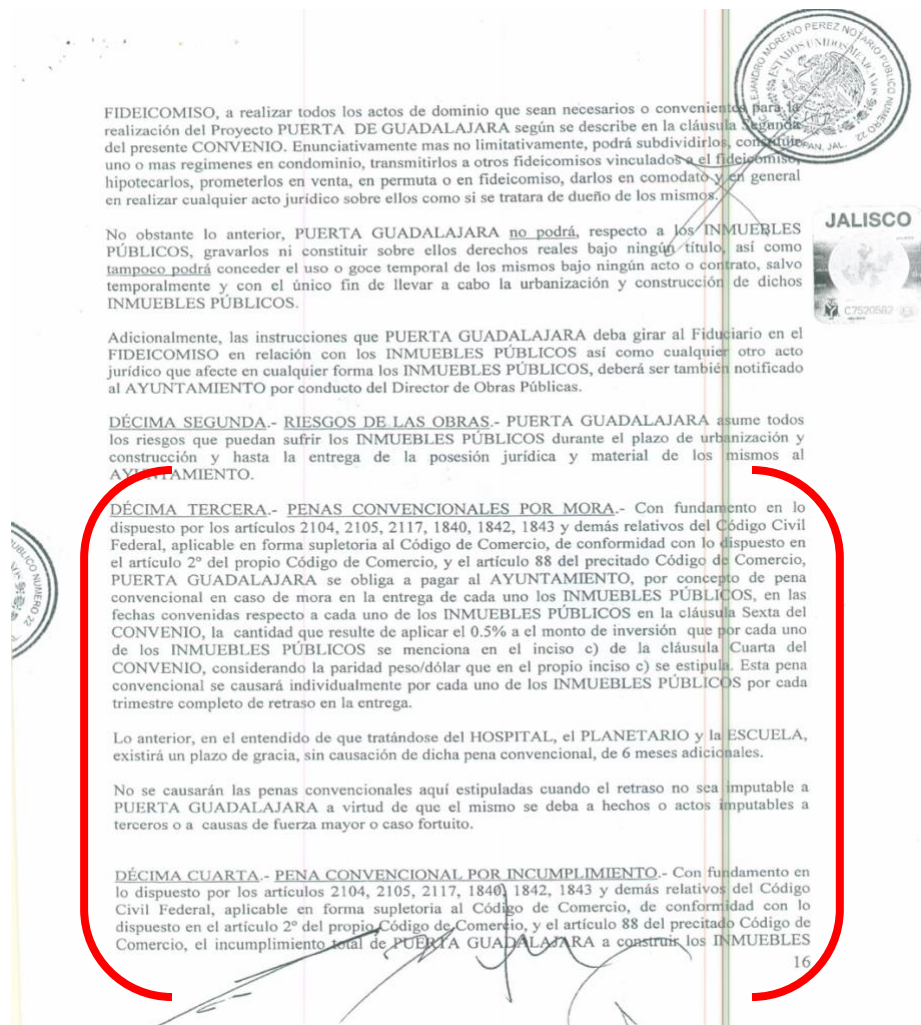 ALEJANDRO MORENO PEREZ NOTARIO PUBLICO NUMERO 22
ESTADOS UNIDOS MEXICANOS
ZAPOPAN, JAL.
FIDEICOMISO, a realizar todos los actos de dominio que sean necesarios o convenientes para la
realización del Proyecto PUERTA DE GUADALAJARA según se describe en la cláusula Segunda
del presente CONVENIO. Enunciativamente mas no limitativamente, podrá subdividirlos, constituir
uno o mas regimenes en condominio, transmitirlos a otros fideicomisos vinculados a el fideicomiso,
hipotecarlos, prometerlos en venta, en permuta o en fideicomiso, darlos en comodato y en general
en realizar cualquier acto jurídico sobre ellos como si se tratara de dueño de los mismos.
No obstante lo anterior, PUERTA GUADALAJARA no podrá, respecto a los INMUEBLES
PÚBLICOS, gravarlos ni constituir sobre ellos derechos reales bajo ningún título, así como
tampoco podrá conceder el uso o goce temporal de los mismos bajo ningún acto o contrato, salvo
temporalmente y con el único fin de llevar a cabo la urbanización y construcción de dichos
INMUEBLES PÚBLICOS.
JALISCO
C7520582
Adicionalmente, las instrucciones que PUERTA GUADALAJARA deba girar al Fiduciario en el
FIDEICOMISO en relación con los INMUEBLES PÚBLICOS así como cualquier otro acto
jurídico que afecte en cualquier forma los INMUEBLES PÚBLICOS, deberá ser también notificado
al AYUNTAMIENTO por conducto del Director de Obras Públicas.
DÉCIMA SEGUNDA.- RIESGOS DE LAS OBRAS.- PUERTA GUADALAJARA asume todos
los riesgos que puedan sufrir los INMUEBLES PÚBLICOS durante el plazo de urbanización y
construcción y hasta la entrega de la posesión jurídica y material de los mismos al
AYUNTAMIENTO.
DÉCIMA TERCERA.- PENAS CONVENCIONALES POR MORA.- Con fundamento en lo
dispuesto por los artículos 2104, 2105, 2117, 1840, 1842, 1843 y demás relativos del Código Civil
Federal, aplicable en forma supletoria al Código de Comercio, de conformidad con lo dispuesto en
el artículo 2° del propio Código de Comercio, y el artículo 88 del precitado Código de Comercio,
PUERTA GUADALAJARA se obliga a pagar al AYUNTAMIENTO, por concepto de pena
convencional en caso de mora en la entrega de cada uno los INMUEBLES PÚBLICOS, en las
fechas convenidas respecto a cada uno de los INMUEBLES PÚBLICOS en la cláusula Sexta del
CONVENIO, la cantidad que resulte de aplicar el 0.5% a el monto de inversión que por cada uno
de los INMUEBLES PÚBLICOS se menciona en el inciso c) de la cláusula Cuarta del
CONVENIO, considerando la paridad peso/dólar que en el propio inciso c) se estipula. Esta pena
convencional se causará individualmente por cada uno de los INMUEBLES PÚBLICOS por cada
trimestre completo de retraso en la entrega.
PUBLICO NUMERO 22
Lo anterior, en el entendido de que tratándose del HOSPITAL, el PLANETARIO y la ESCUELA,
existirá un plazo de gracia, sin causación de dicha pena convencional, de 6 meses adicionales.
No se causarán las penas convencionales aquí estipuladas cuando el retraso no sea imputable a
PUERTA GUADALAJARA a virtud de que el mismo se deba a hechos o actos imputables a
terceros o a causas de fuerza mayor o caso fortuito.
DÉCIMA CUARTA.- PENA CONVENCIONAL POR INCUMPLIMIENTO.- Con fundamento en
lo dispuesto por los artículos 2104, 2105, 2117, 1840, 1842, 1843 y demás relativos del Código
Civil Federal, aplicable en forma supletoria al Código de Comercio, de conformidad con lo
dispuesto en el artículo 2° del propio Código de Comercio, y el artículo 88 del precitado Código de
Comercio, el incumplimiento total de PUERTA GUADALAJARA a construir los INMUEBLES
16